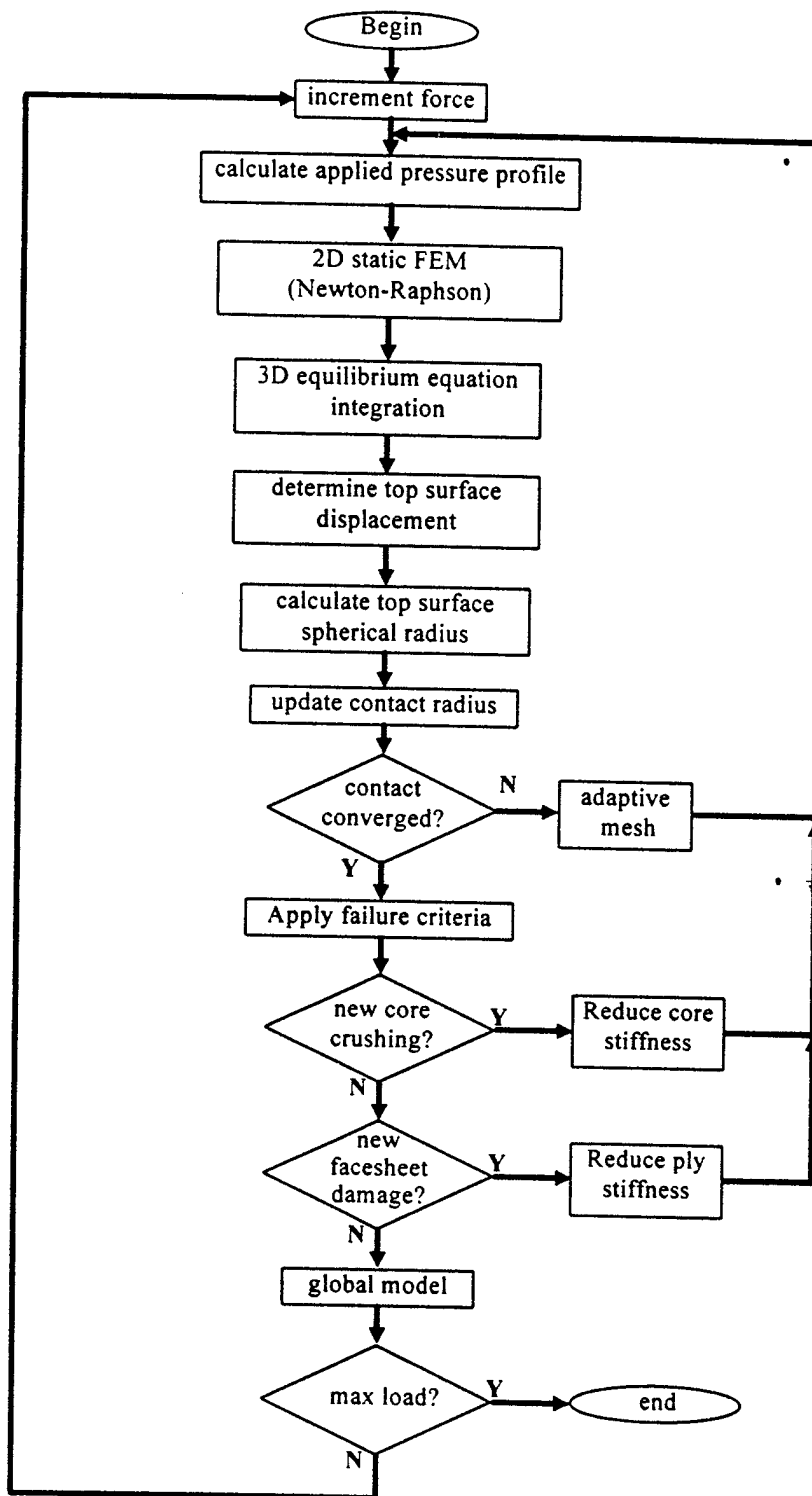 Begin
increment force
calculate applied pressure profile
2D static FEM
(Newton-Raphson)
3D equilibrium equation
integration
determine top surface
displacement
calculate top surface
spherical radius
update contact radius
contact
converged?
N
adaptive
mesh
Y
Apply failure criteria
new core
crushing?
Y
Reduce core
stiffness
N
new
facesheet
damage?
Y
Reduce ply
stiffness
N
global model
max load?
Y
end
N